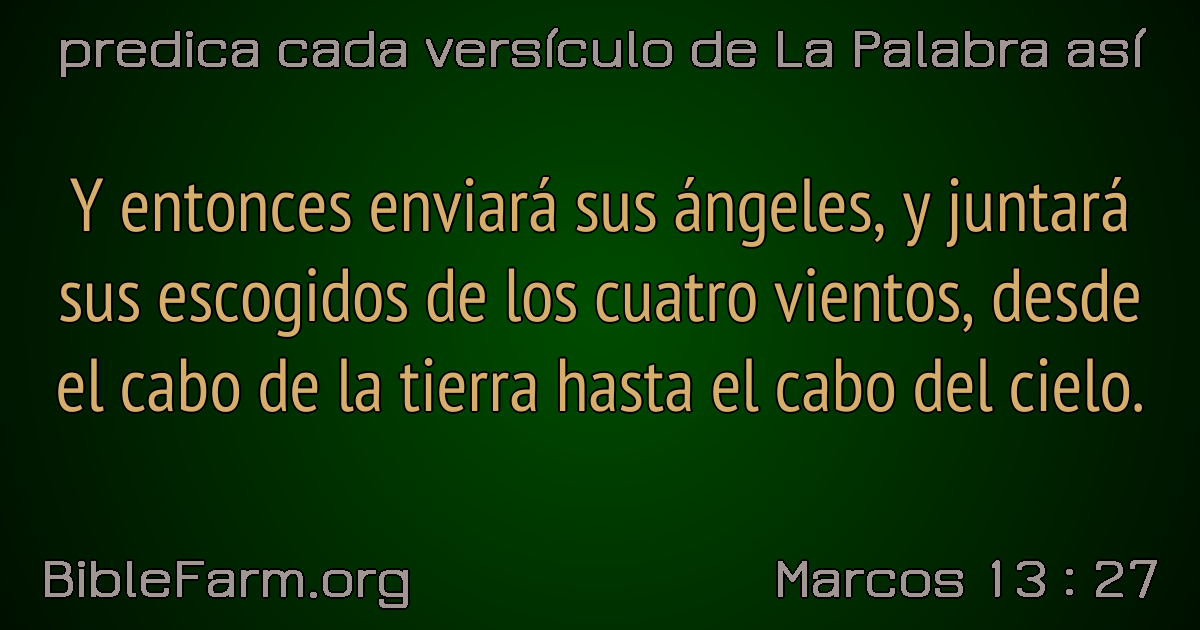 predica cada versículo de La Palabra así
Y entonces enviará sus ángeles, y juntará
sus escogidos de los cuatro vientos, desde
el cabo de la tierra hasta el cabo del cielo.
BibleFarm.org
Marcos 13 : 27